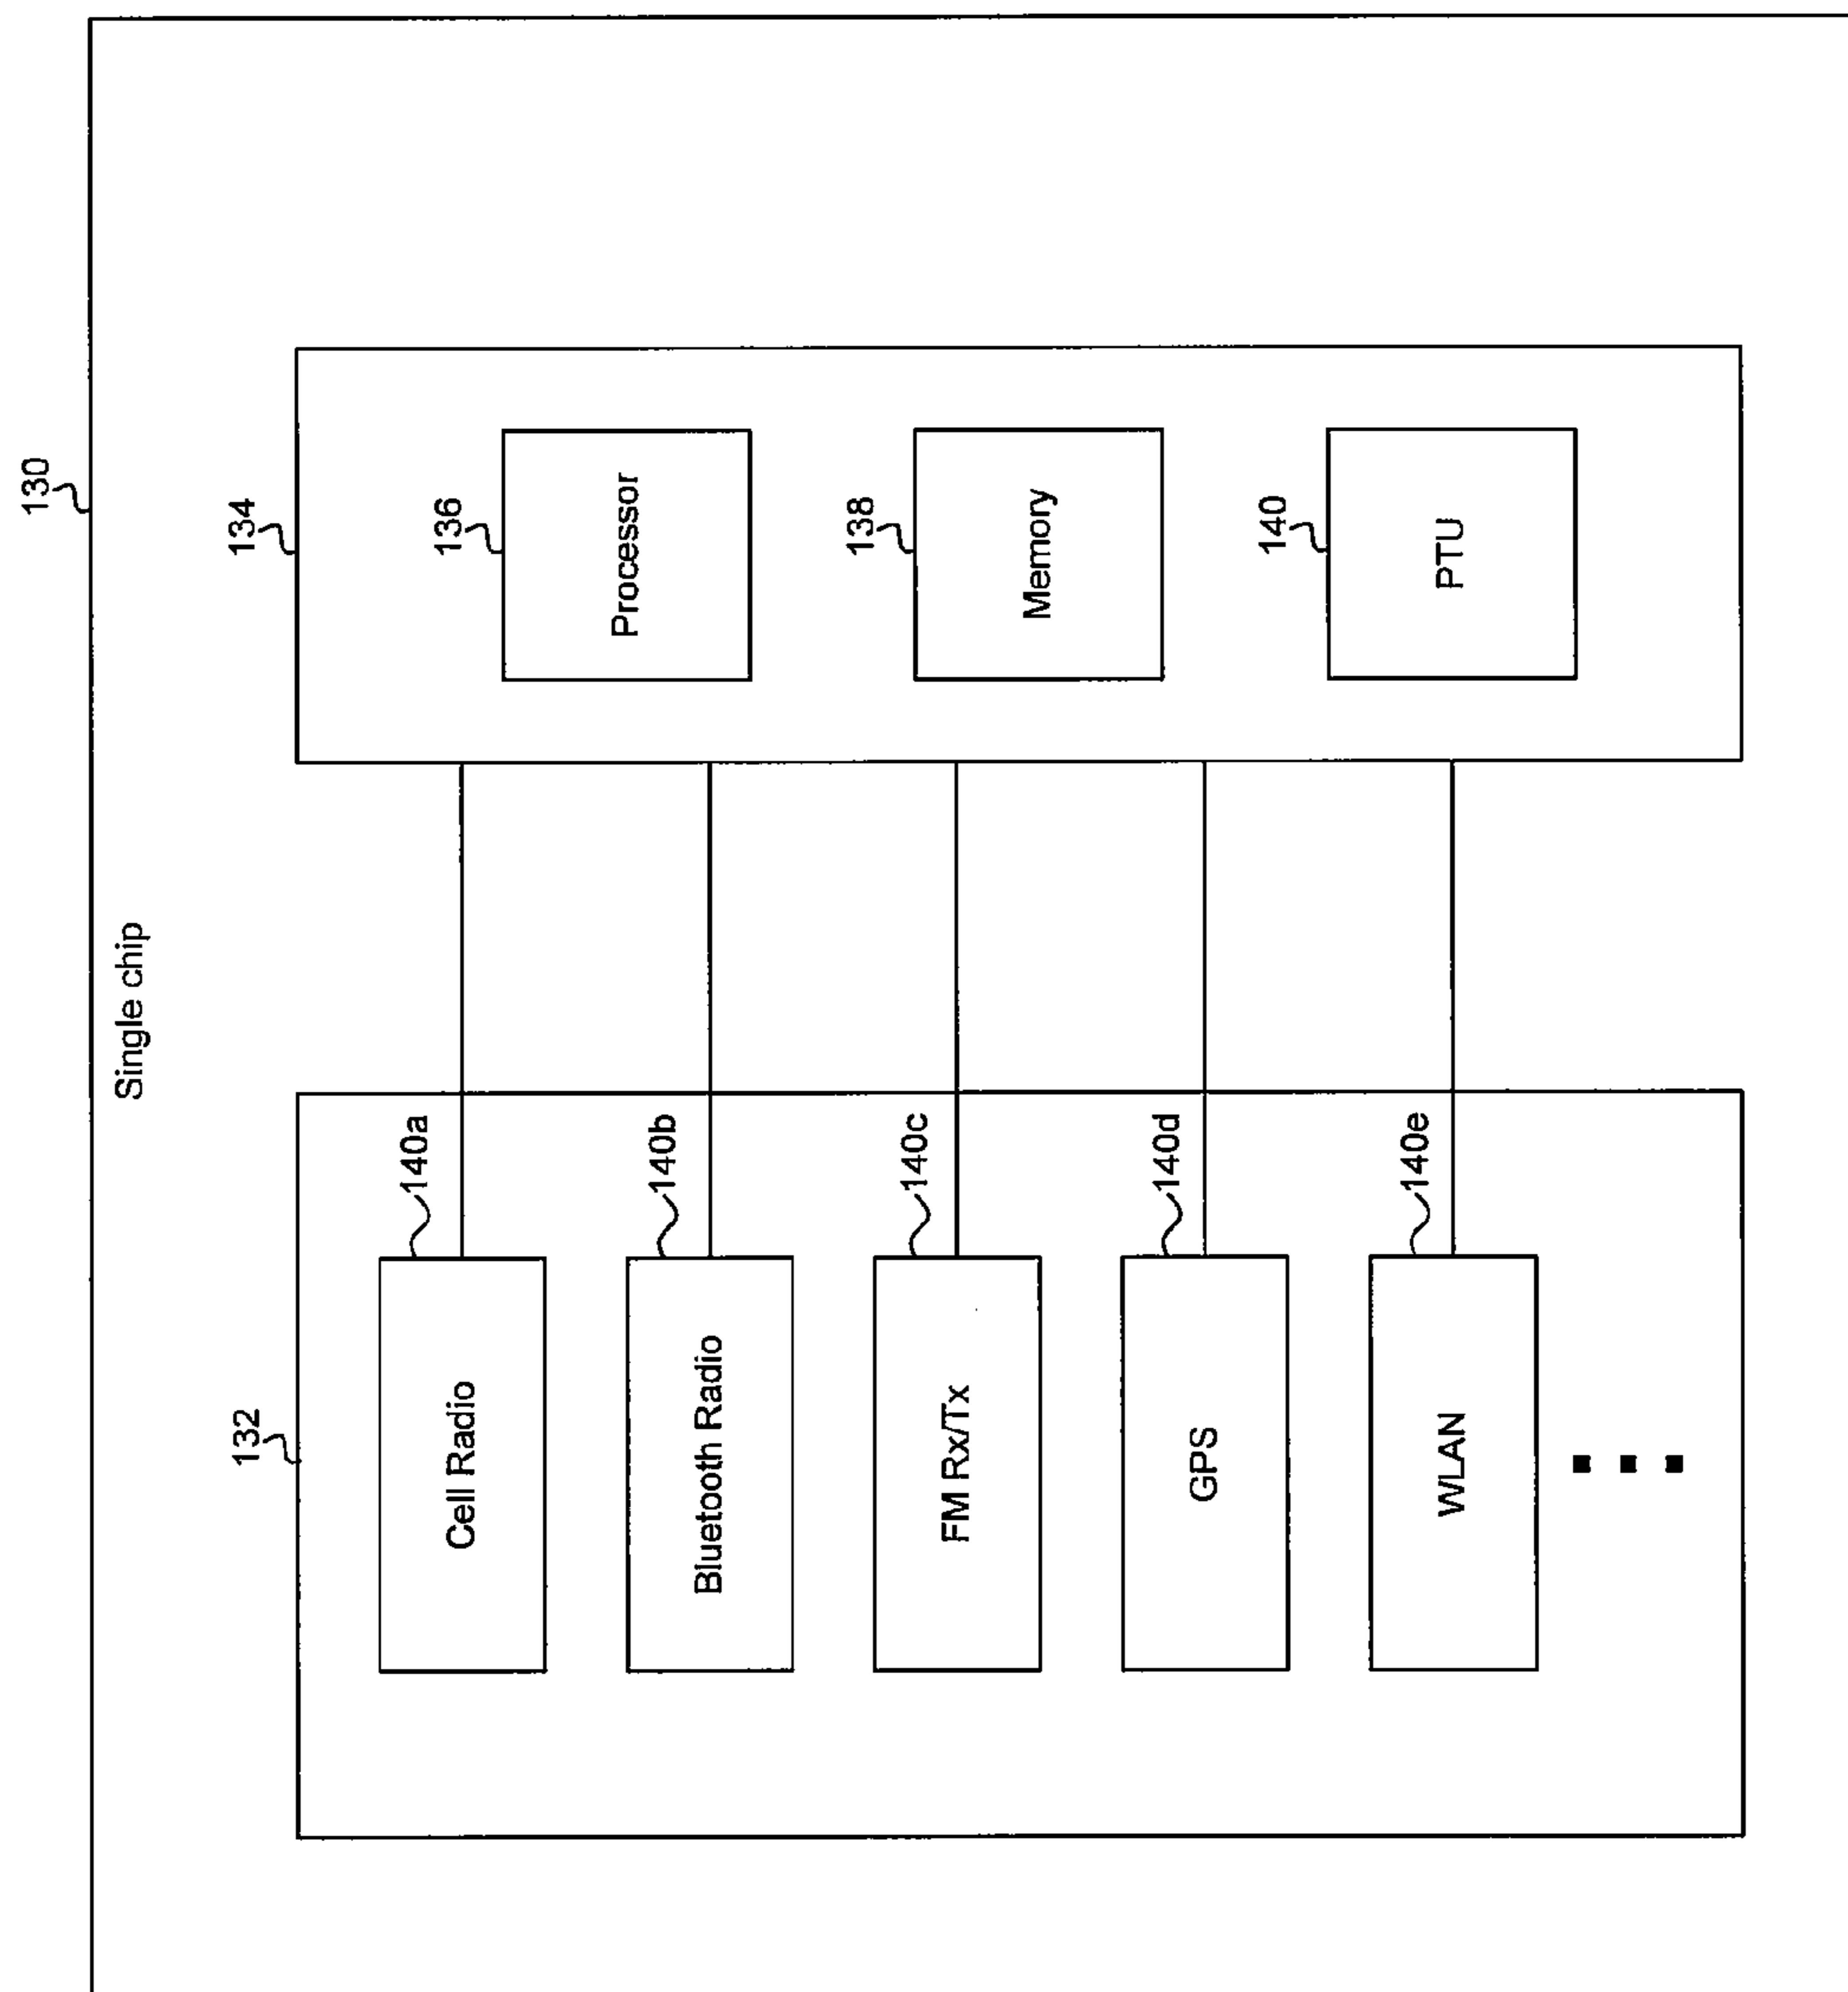 130
Single chip
132
Cell Radio
140a
Bluetooth Radio
140b
FM Rx/Tx
140c
GPS
140d
WLAN
140e
134
136
Processor
138
Memory
140
PTU